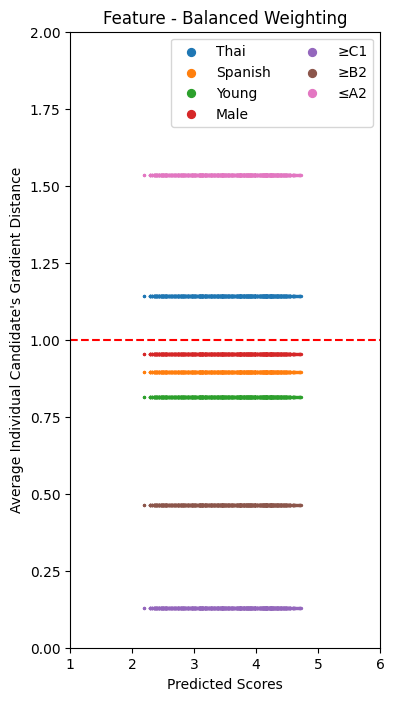 Feature - Balanced Weighting
Thai
Spanish
Young
Male
≥C1
≥B2
≤A2
Average Individual Candidate's Gradient Distance
2.00
1.75
1.50
1.25
1.00
0.75
0.50
0.25
0.00
1 2 3 4 5 6
Predicted Scores